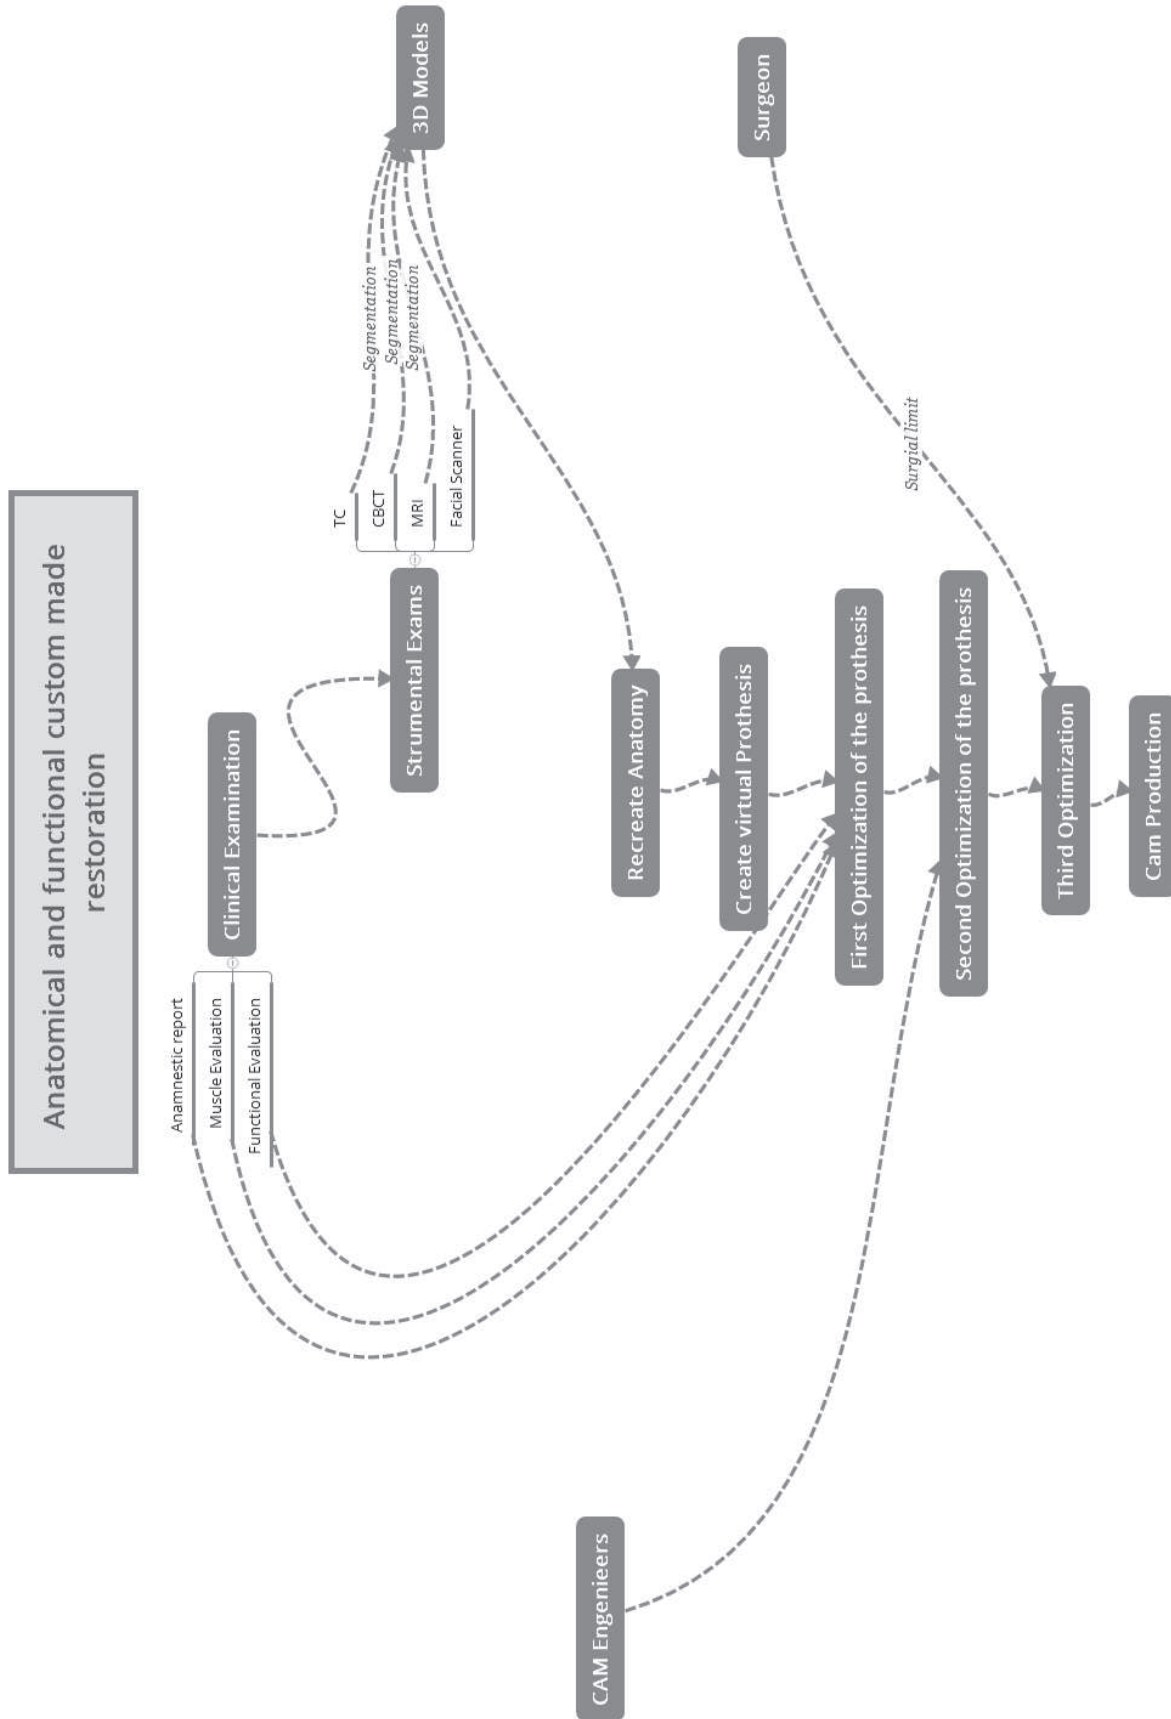 Anatomical and functional custom made
restoration
Anamnestic report
Muscle Evaluation
Functional Evaluation
Clinical Examination
Strumental Exams
TC
CBCT
MRI
Facial Scanner
Segmentation
Segmentation
Segmentation
3D Models
Recreate Anatomy
Create virtual Prothesis
First Optimization of the prothesis
CAM Engenieers
Second Optimization of the prothesis
Surgeon
Surgial limit
Third Optimization
Cam Production